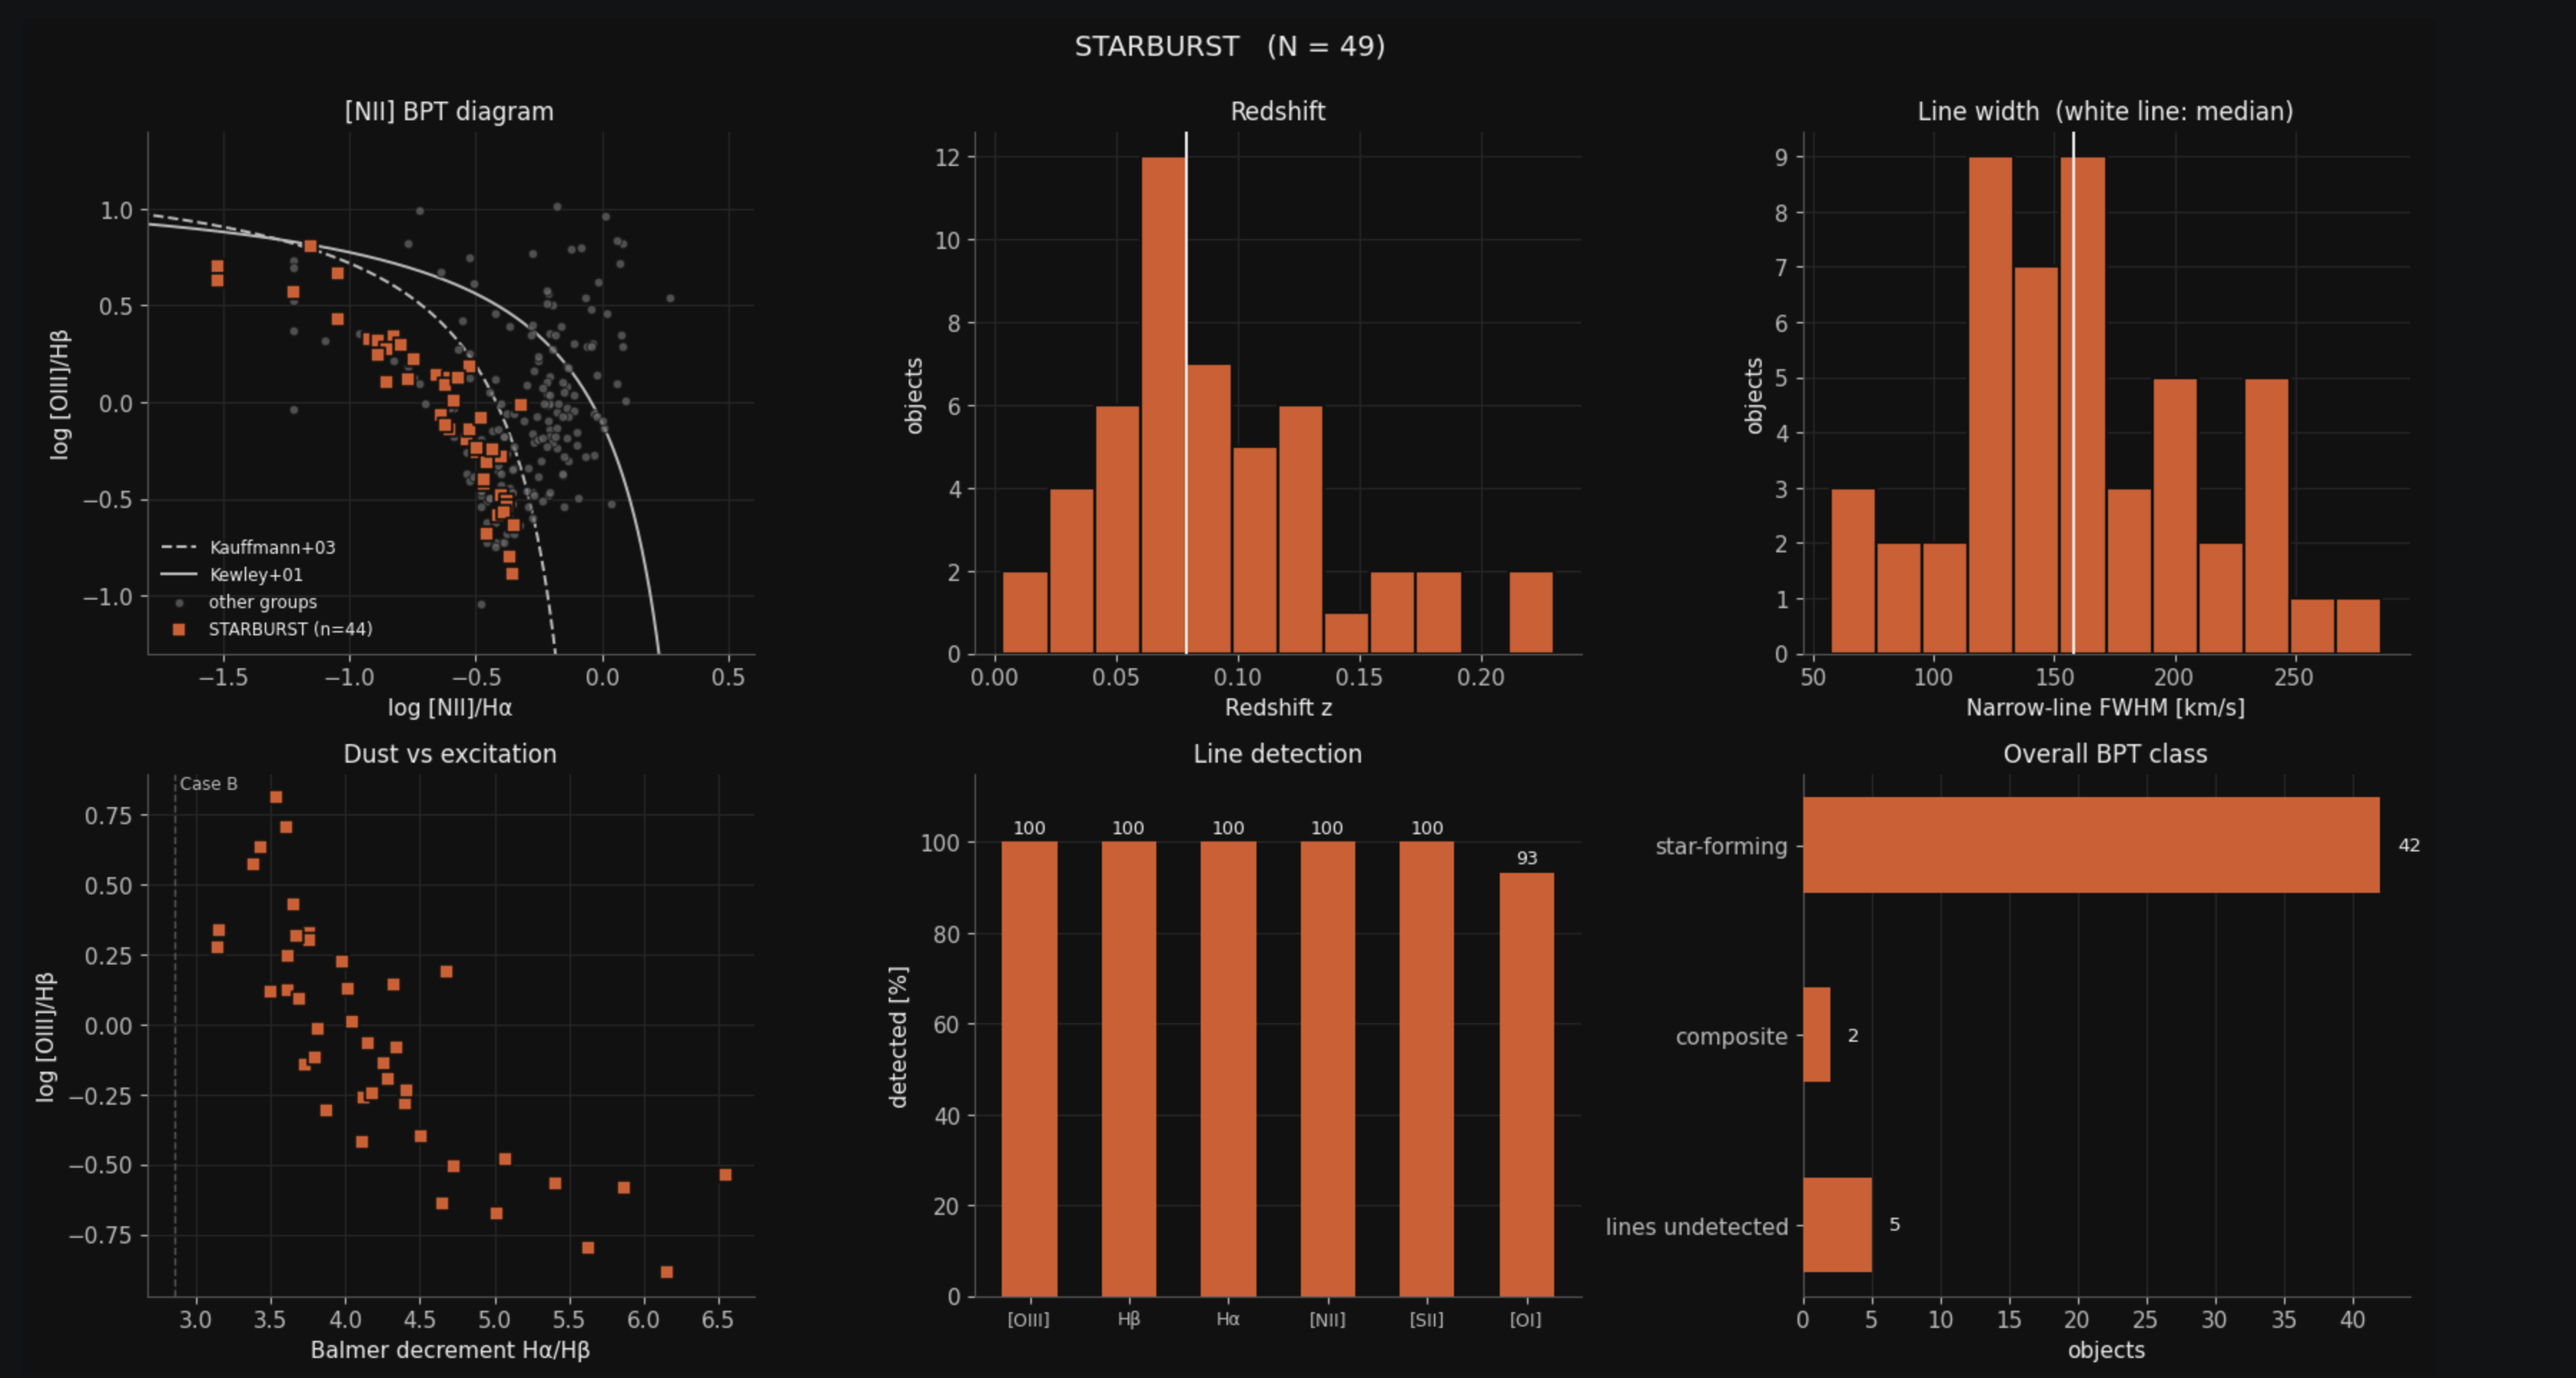 STARBURST (N = 49)
[NII] BPT diagram
1.0
0.5
0.0
−0.5
−1.0
log [OIII]/Hβ
Kauffmann+03
Kewley+01
other groups
STARBURST (n=44)
−1.5 −1.0 −0.5 0.0 0.5
log [NII]/Hα
Redshift
12
10
8
6
4
2
0
objects
0.00 0.05 0.10 0.15 0.20
Redshift z
Line width (white line: median)
9
8
7
6
5
4
3
2
1
0
objects
50 100 150 200 250
Narrow-line FWHM [km/s]
Dust vs excitation
Case B
0.75
0.50
0.25
0.00
−0.25
−0.50
−0.75
log [OIII]/Hβ
3.0 3.5 4.0 4.5 5.0 5.5 6.0 6.5
Balmer decrement Hα/Hβ
Line detection
100 100 100 100 100 93
100
80
60
40
20
0
detected [%]
[OIII] Hβ Hα [NII] [SII] [OI]
Overall BPT class
star-forming 42
composite 2
lines undetected 5
0 5 10 15 20 25 30 35 40
objects